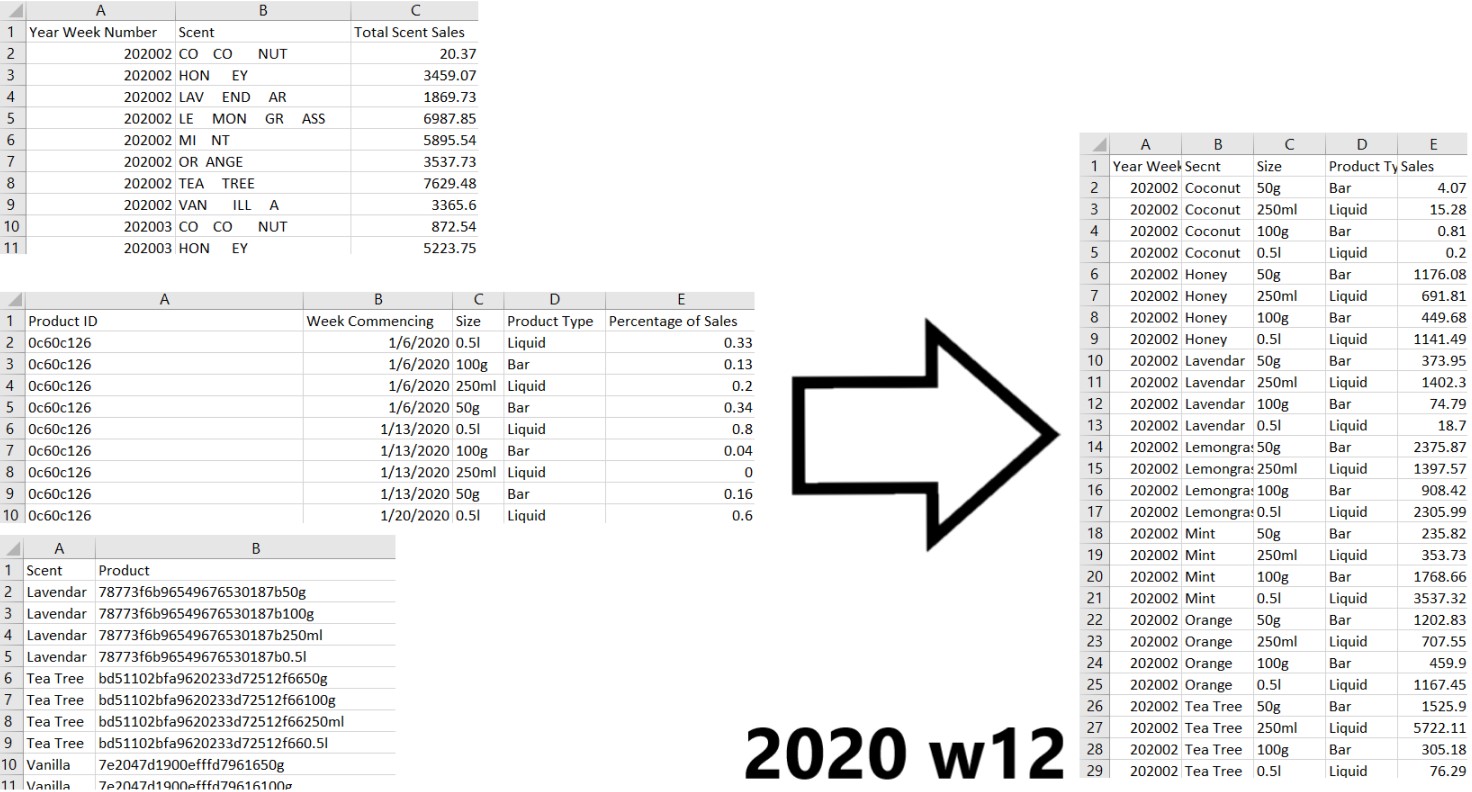 A B C
1 Year Week Number Scent Total Scent Sales
2 202002 CO CO NUT 20.37
3 202002 HON EY 3459.07
4 202002 LAV END AR 1869.73
5 202002 LE MON GR ASS 6987.85
6 202002 MI NT 5895.54
7 202002 OR ANGE 3537.73
8 202002 TEA TREE 7629.48
9 202002 VAN ILL A 3365.6
10 202003 CO CO NUT 872.54
11 202003 HON EY 5223.75
A B C D E
1 Product ID Week Commencing Size Product Type Percentage of Sales
2 0c60c126 1/6/2020 0.5l Liquid 0.33
3 0c60c126 1/6/2020 100g Bar 0.13
4 0c60c126 1/6/2020 250ml Liquid 0.2
5 0c60c126 1/6/2020 50g Bar 0.34
6 0c60c126 1/13/2020 0.5l Liquid 0.8
7 0c60c126 1/13/2020 100g Bar 0.04
8 0c60c126 1/13/2020 250ml Liquid 0
9 0c60c126 1/13/2020 50g Bar 0.16
10 0c60c126 1/20/2020 0.5l Liquid 0.6
A B
1 Scent Product
2 Lavendar 78773f6b96549676530187b50g
3 Lavendar 78773f6b96549676530187b100g
4 Lavendar 78773f6b96549676530187b250ml
5 Lavendar 78773f6b96549676530187b0.5l
6 Tea Tree bd51102bfa9620233d72512f6650g
7 Tea Tree bd51102bfa9620233d72512f66100g
8 Tea Tree bd51102bfa9620233d72512f66250ml
9 Tea Tree bd51102bfa9620233d72512f660.5l
10 Vanilla 7e2047d1900efffd7961650g
11 Vanilla 7e2047d1900efffd79616100g
2020 w12
A B C D E
1 Year Week Secnt Size Product Ty Sales
2 202002 Coconut 50g Bar 4.07
3 202002 Coconut 250ml Liquid 15.28
4 202002 Coconut 100g Bar 0.81
5 202002 Coconut 0.5l Liquid 0.2
6 202002 Honey 50g Bar 1176.08
7 202002 Honey 250ml Liquid 691.81
8 202002 Honey 100g Bar 449.68
9 202002 Honey 0.5l Liquid 1141.49
10 202002 Lavendar 50g Bar 373.95
11 202002 Lavendar 250ml Liquid 1402.3
12 202002 Lavendar 100g Bar 74.79
13 202002 Lavendar 0.5l Liquid 18.7
14 202002 Lemongras 50g Bar 2375.87
15 202002 Lemongras 250ml Liquid 1397.57
16 202002 Lemongras 100g Bar 908.42
17 202002 Lemongras 0.5l Liquid 2305.99
18 202002 Mint 50g Bar 235.82
19 202002 Mint 250ml Liquid 353.73
20 202002 Mint 100g Bar 1768.66
21 202002 Mint 0.5l Liquid 3537.32
22 202002 Orange 50g Bar 1202.83
23 202002 Orange 250ml Liquid 707.55
24 202002 Orange 100g Bar 459.9
25 202002 Orange 0.5l Liquid 1167.45
26 202002 Tea Tree 50g Bar 1525.9
27 202002 Tea Tree 250ml Liquid 5722.11
28 202002 Tea Tree 100g Bar 305.18
29 202002 Tea Tree 0.5l Liquid 76.29